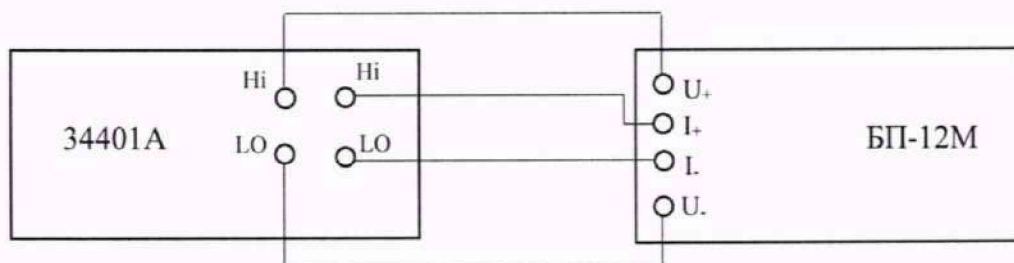 Hi Hi
34401A
LO LO
U+
I+
I-
U-
БП-12М